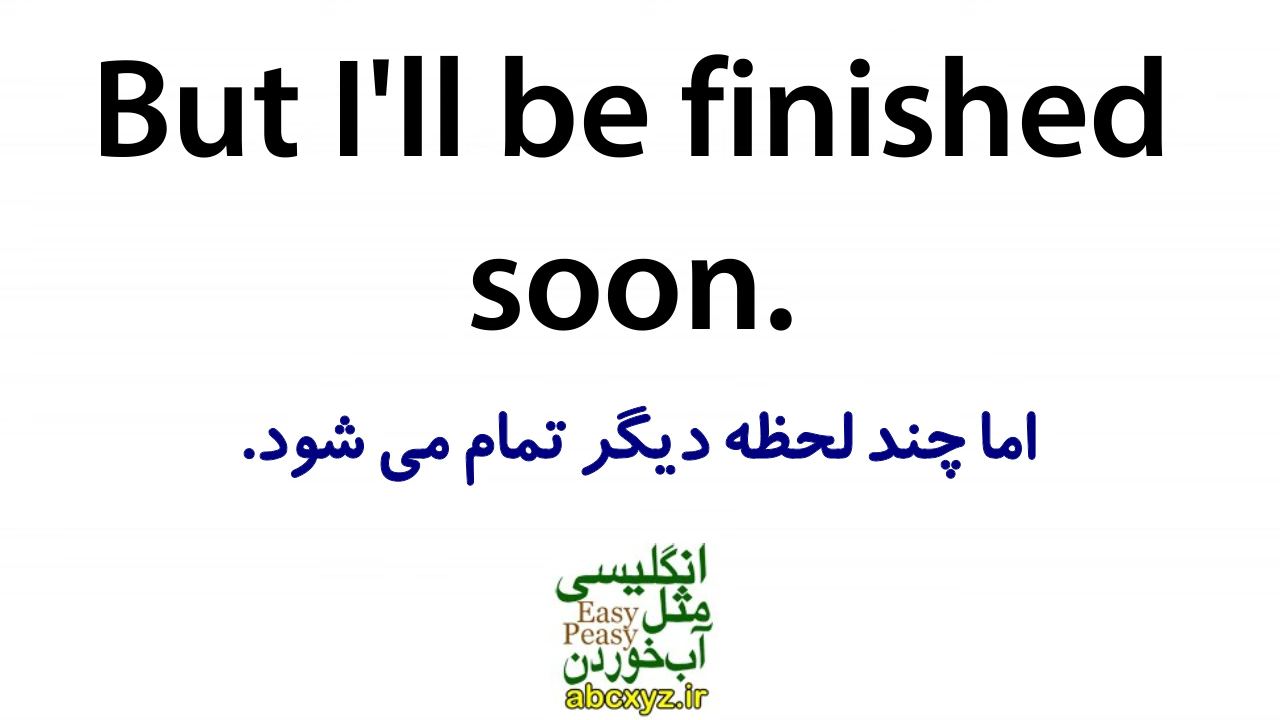 But I'll be finished
soon.
اما چند لحظه دیگر تمام می شود.
انگلیسی
مثل
Easy
Peasy
آب خوردن
abcxyz.ir